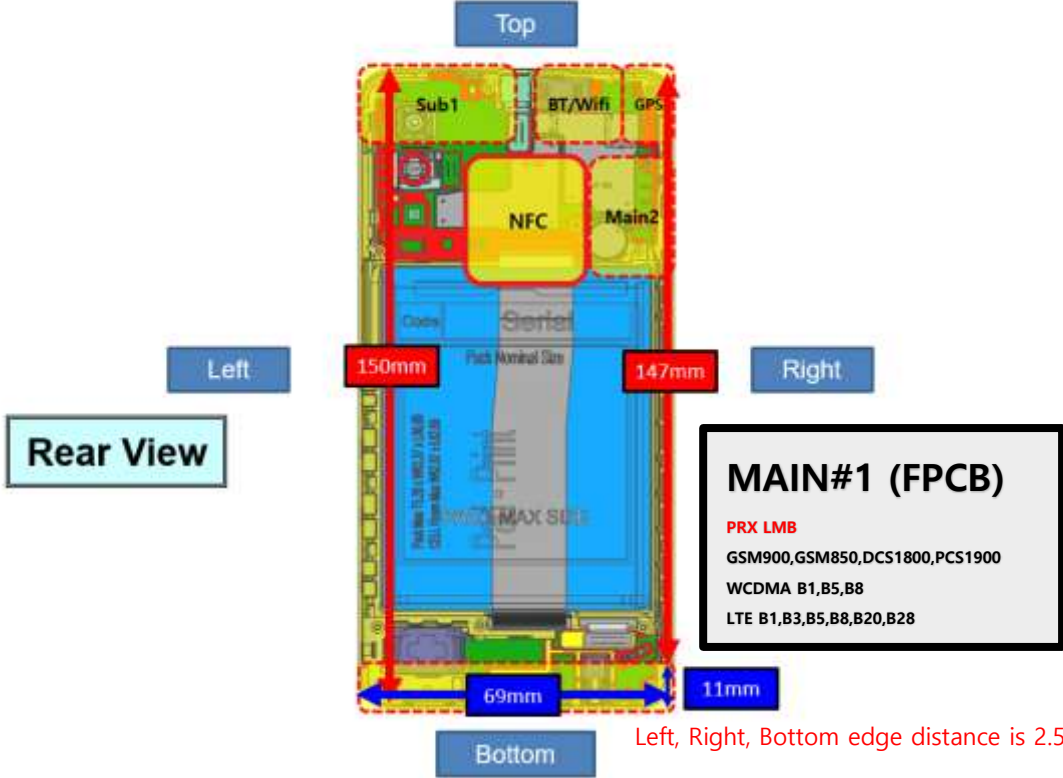 Top
Sub1
BT/Wifi
GPS
NFC
Main2
Code
Serial
Pack Nominal Size
Left
150mm
147mm
Right
Rear View
MAX SIZE
MAIN#1 (FPCB)
PRX LMB
GSM900,GSM850,DCS1800,PCS1900
WCDMA B1,B5,B8
LTE B1,B3,B5,B8,B20,B28
69mm
11mm
Left, Right, Bottom edge distance is 2.5
Bottom